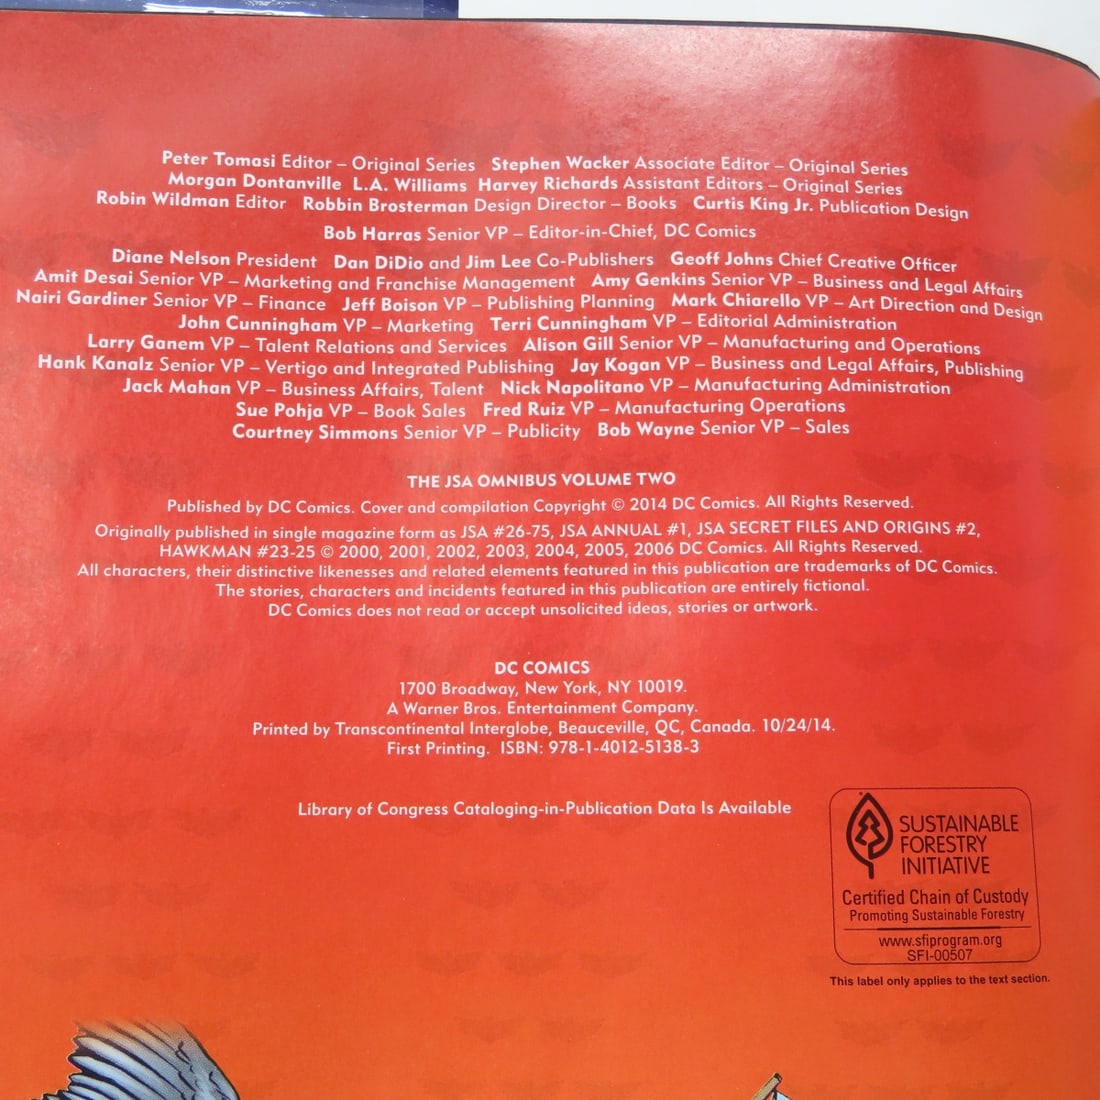 Peter Tomasi Editor – Original Series Stephen Wacker Associate Editor – Original Series
Morgan Dontanville L.A. Williams Harvey Richards Assistant Editors – Original Series
Robin Wildman Editor Robbin Brosterman Design Director – Books Curtis King Jr. Publication Design
Bob Harras Senior VP – Editor-in-Chief, DC Comics
Diane Nelson President Dan DiDio and Jim Lee Co-Publishers Geoff Johns Chief Creative Officer
Amit Desai Senior VP – Marketing and Franchise Management Amy Genkins Senior VP – Business and Legal Affairs
Nairi Gardiner Senior VP – Finance Jeff Boison VP – Publishing Planning Mark Chiarello VP – Art Direction and Design
John Cunningham VP – Marketing Terri Cunningham VP – Editorial Administration
Larry Ganem VP – Talent Relations and Services Alison Gill Senior VP – Manufacturing and Operations
Hank Kanalz Senior VP – Vertigo and Integrated Publishing Jay Kogan VP – Business and Legal Affairs, Publishing
Jack Mahan VP – Business Affairs, Talent Nick Napolitano VP – Manufacturing Administration
Sue Pohja VP – Book Sales Fred Ruiz VP – Manufacturing Operations
Courtney Simmons Senior VP – Publicity Bob Wayne Senior VP – Sales
THE JSA OMNIBUS VOLUME TWO
Published by DC Comics. Cover and compilation Copyright © 2014 DC Comics. All Rights Reserved.
Originally published in single magazine form as JSA #26-75, JSA ANNUAL #1, JSA SECRET FILES AND ORIGINS #2,
HAWKMAN #23-25 © 2000, 2001, 2002, 2003, 2004, 2005, 2006 DC Comics. All Rights Reserved.
All characters, their distinctive likenesses and related elements featured in this publication are trademarks of DC Comics.
The stories, characters and incidents featured in this publication are entirely fictional.
DC Comics does not read or accept unsolicited ideas, stories or artwork.
DC COMICS
1700 Broadway, New York, NY 10019.
A Warner Bros. Entertainment Company.
Printed by Transcontinental Interglobe, Beauceville, QC, Canada. 10/24/14.
First Printing. ISBN: 978-1-4012-5138-3
Library of Congress Cataloging-in-Publication Data Is Available
SUSTAINABLE
FORESTRY
INITIATIVE
Certified Chain of Custody
Promoting Sustainable Forestry
www.sfiprogram.org
SFI-00507
This label only applies to the text section.